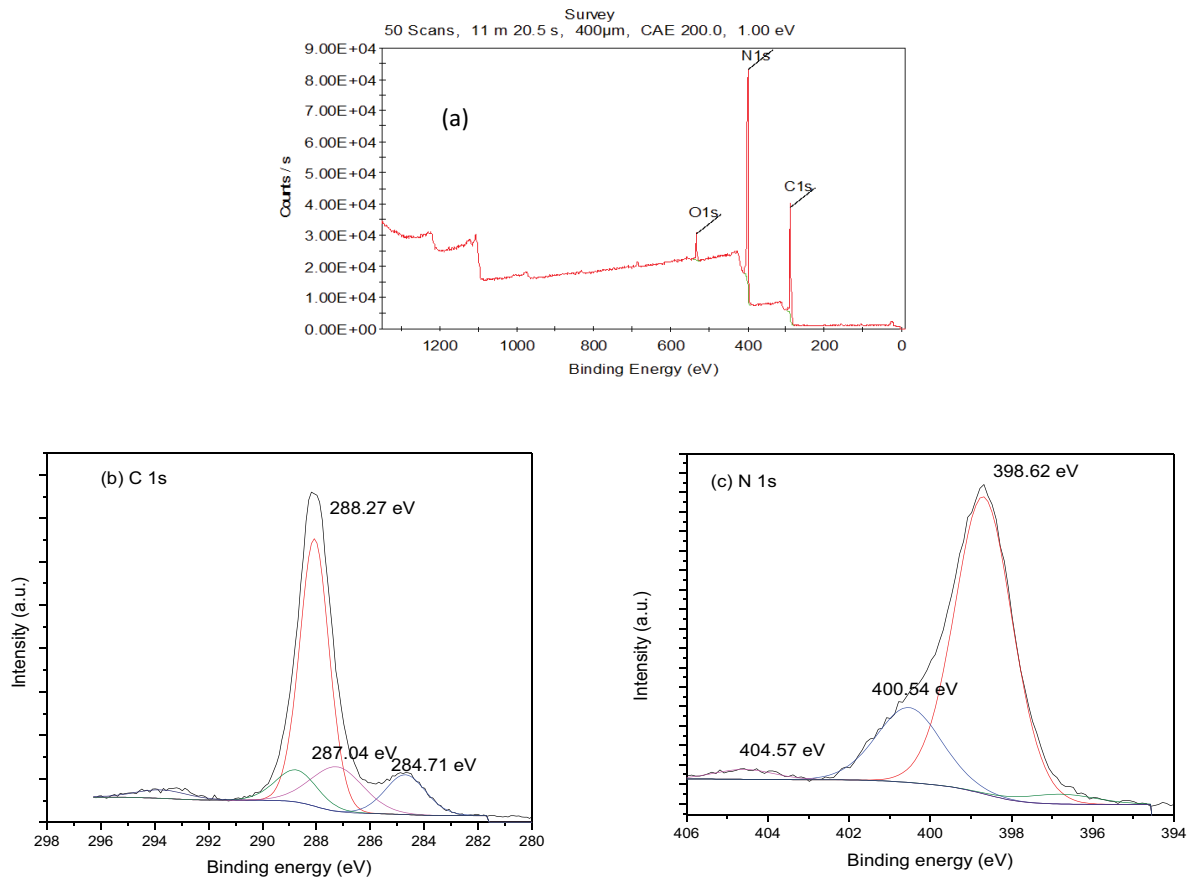 Survey
50 Scans, 11 m 20.5 s, 400µm, CAE 200.0, 1.00 eV
9.00E+04
8.00E+04
7.00E+04
6.00E+04
5.00E+04
4.00E+04
3.00E+04
2.00E+04
1.00E+04
0.00E+00
Counts / s
(a)
N1s
C1s
O1s
1200 1000 800 600 400 200 0
Binding Energy (eV)
(b) C 1s
288.27 eV
287.04 eV
284.71 eV
Intensity (a.u.)
298 296 294 292 290 288 286 284 282 280
Binding energy (eV)
(c) N 1s
398.62 eV
400.54 eV
404.57 eV
Intensity (a.u.)
406 404 402 400 398 396 394
Binding energy (eV)